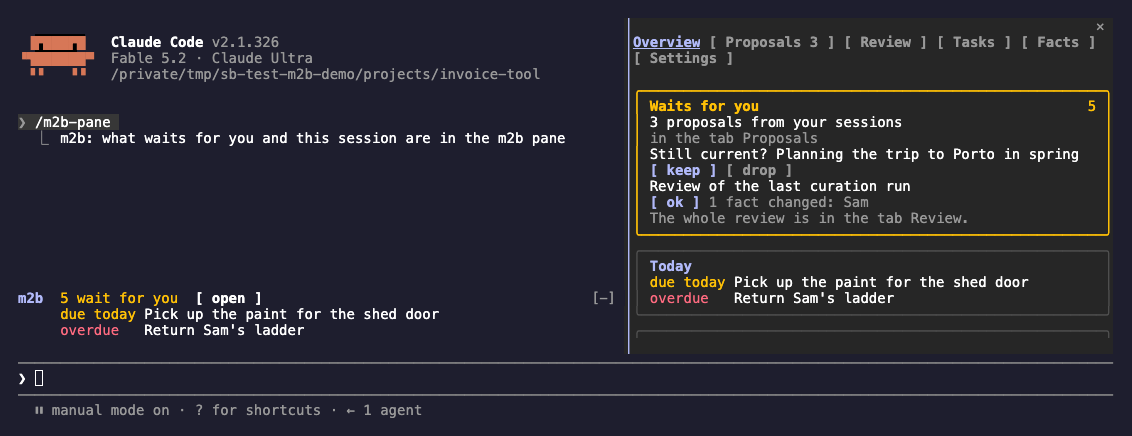 Claude Code v2.1.326
Fable 5.2 · Claude Ultra
/private/tmp/sb-test-m2b-demo/projects/invoice-tool
❯ /m2b-pane
⎿ m2b: what waits for you and this session are in the m2b pane
m2b 5 wait for you [ open ] [−]
due today Pick up the paint for the shed door
overdue Return Sam's ladder
×
Overview [ Proposals 3 ] [ Review ] [ Tasks ] [ Facts ]
[ Settings ]
Waits for you 5
3 proposals from your sessions
in the tab Proposals
Still current? Planning the trip to Porto in spring
[ keep ] [ drop ]
Review of the last curation run
[ ok ] 1 fact changed: Sam
The whole review is in the tab Review.
Today
due today Pick up the paint for the shed door
overdue Return Sam's ladder
❯
⏸ manual mode on · ? for shortcuts · ← 1 agent